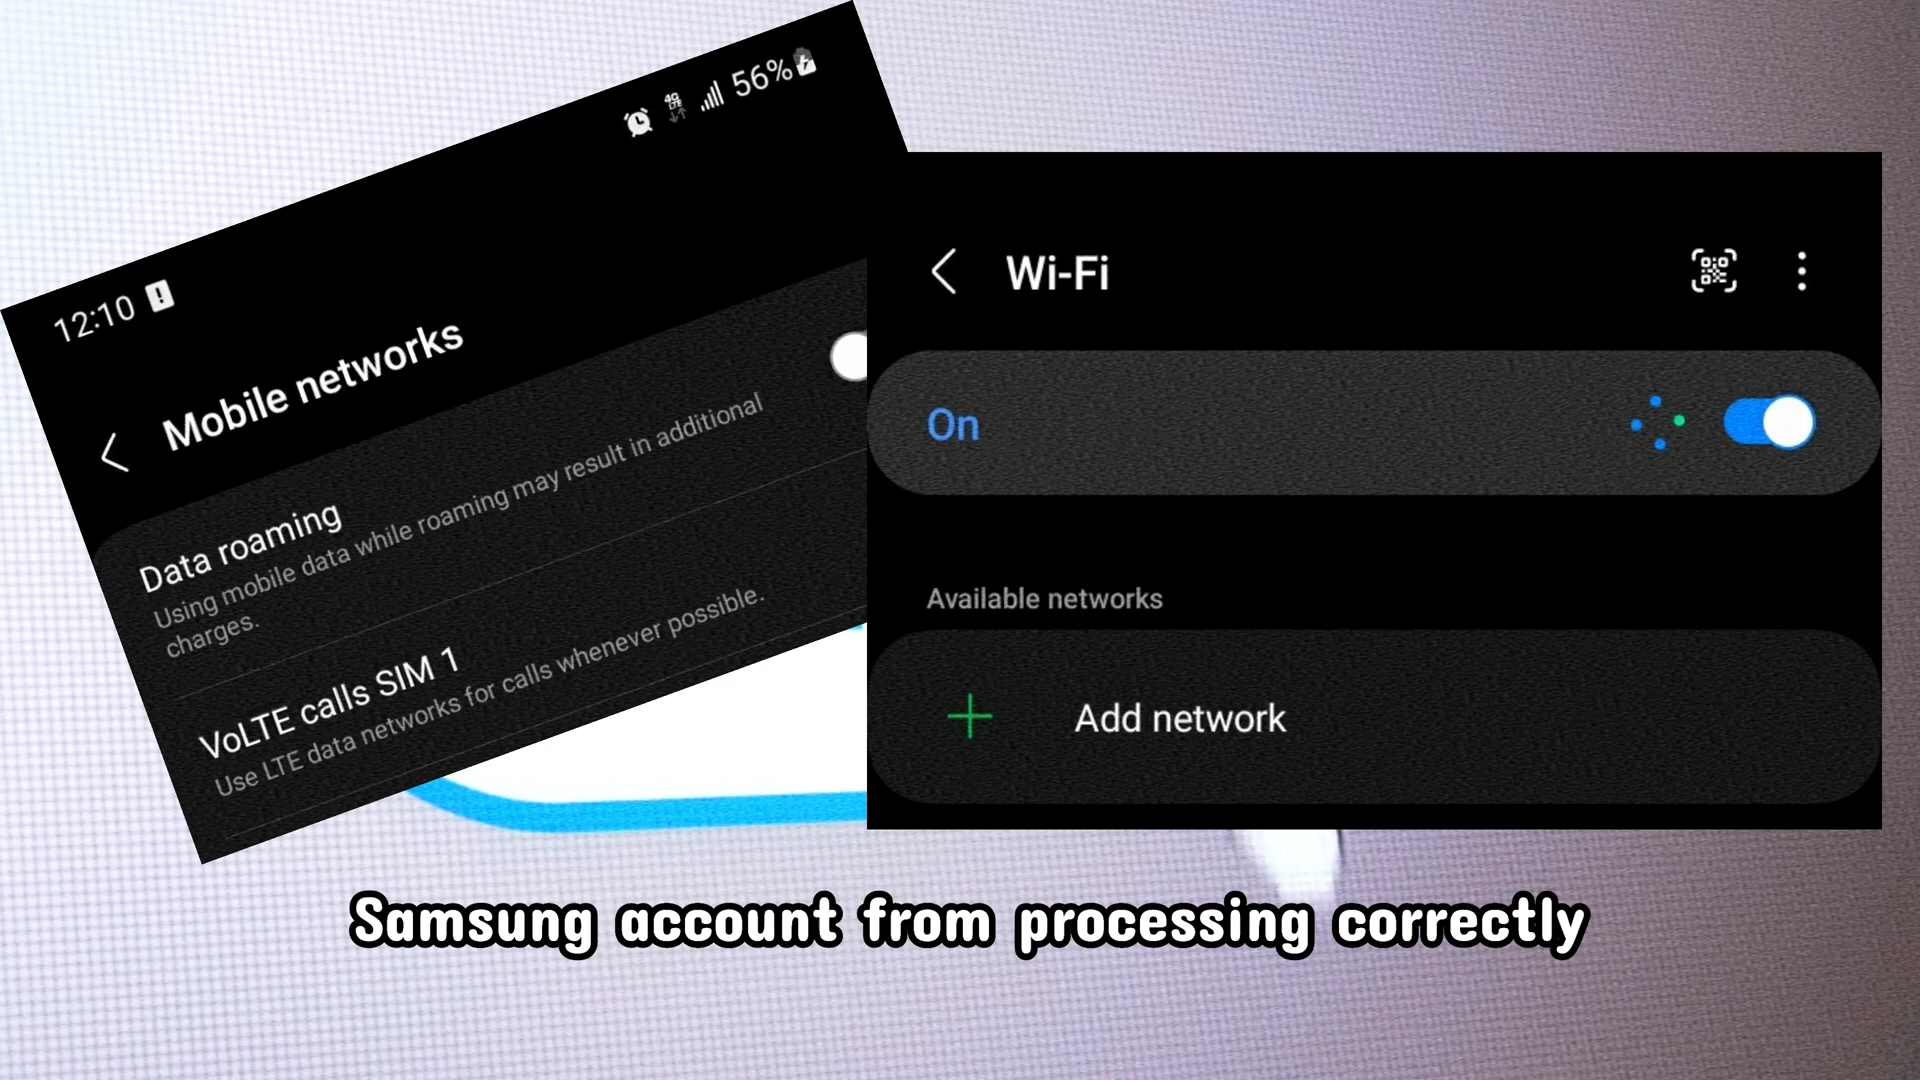 56%
12:10
Mobile networks
Data roaming
Using mobile data while roaming may result in additional
charges.
VoLTE calls SIM 1
Use LTE data networks for calls whenever possible.
Wi-Fi
On
Available networks
Add network
Samsung account from processing correctly